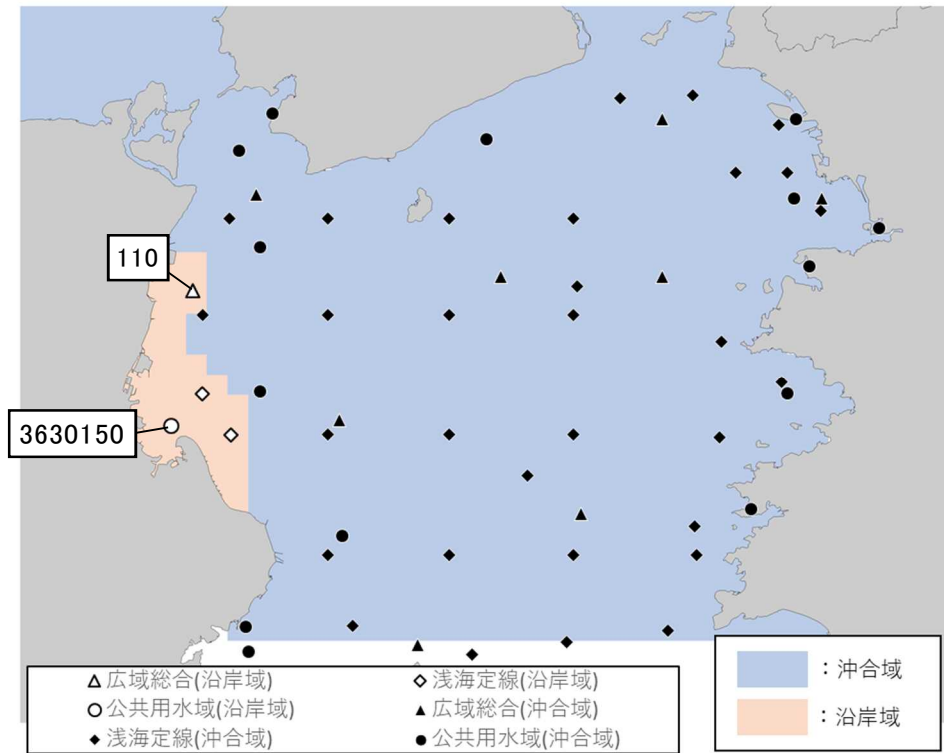 110
3630150
△広域総合(沿岸域)
◇浅海定線(沿岸域)
○公共用水域(沿岸域)
▲広域総合(沖合域)
◆浅海定線(沖合域)
●公共用水域(沖合域)
：沖合域
：沿岸域